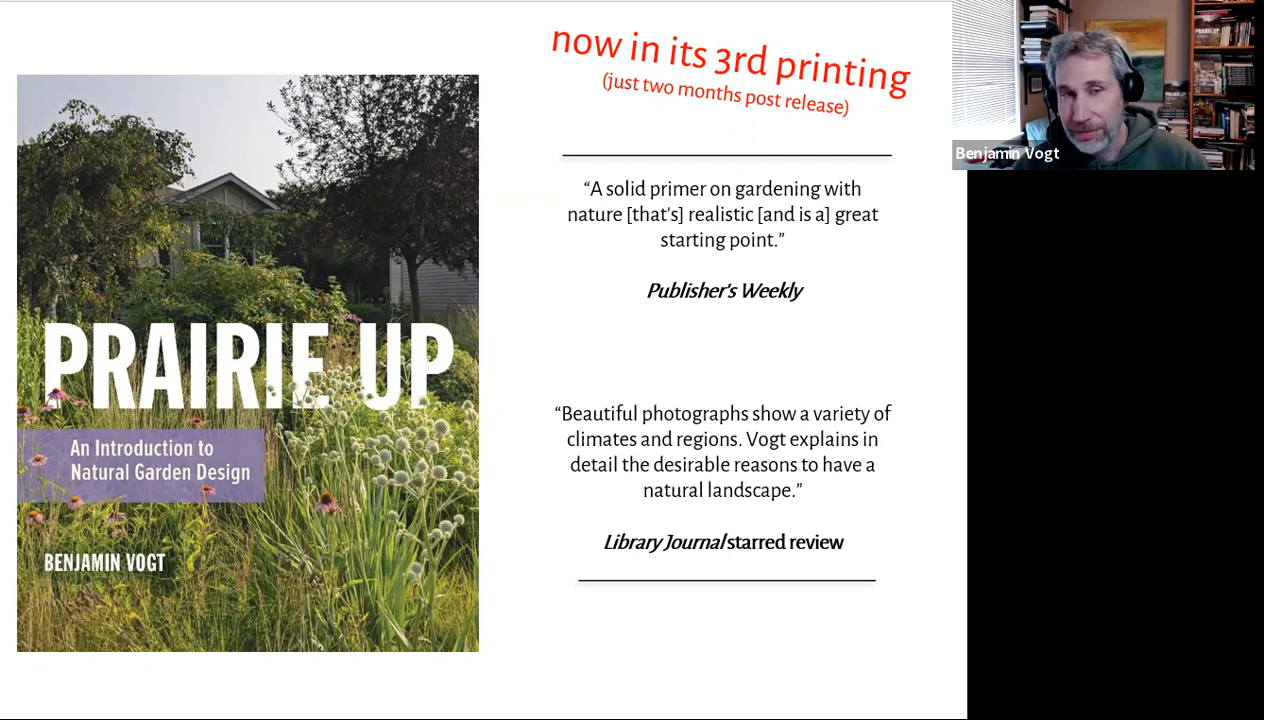 now in its 3rd printing
(just two months post release)
“A solid primer on gardening with
nature [that's] realistic [and is a] great
starting point.”
Publisher's Weekly
“Beautiful photographs show a variety of
climates and regions. Vogt explains in
detail the desirable reasons to have a
natural landscape.”
Library Journal starred review
PRAIRIE UP
An Introduction to
Natural Garden Design
BENJAMIN VOGT
Benjamin Vogt